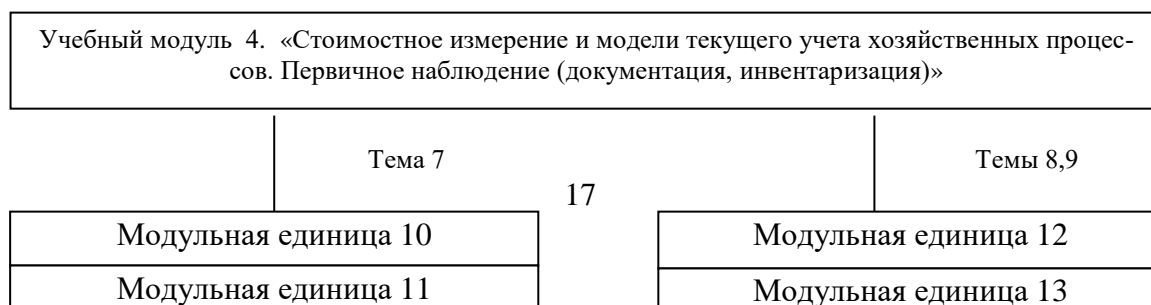 Учебный модуль 4. «Стоимостное измерение и модели текущего учета хозяйственных процес-
сов. Первичное наблюдение (документация, инвентаризация)»
Тема 7
Темы 8,9
17
Модульная единица 10
Модульная единица 12
Модульная единица 11
Модульная единица 13